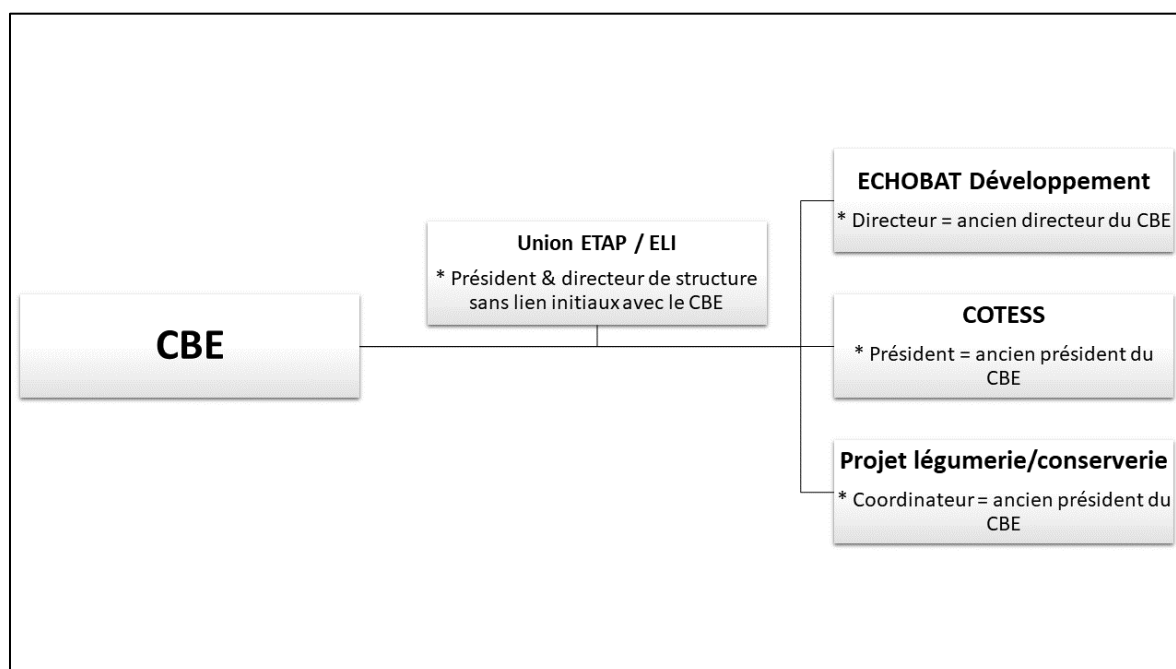 CBE
Union ETAP / ELI
* Président & directeur de structure
sans lien initiaux avec le CBE
ECHOBAT Développement
* Directeur = ancien directeur du CBE
COTESS
* Président = ancien président du
CBE
Projet légumerie/conserverie
* Coordinateur = ancien président du
CBE